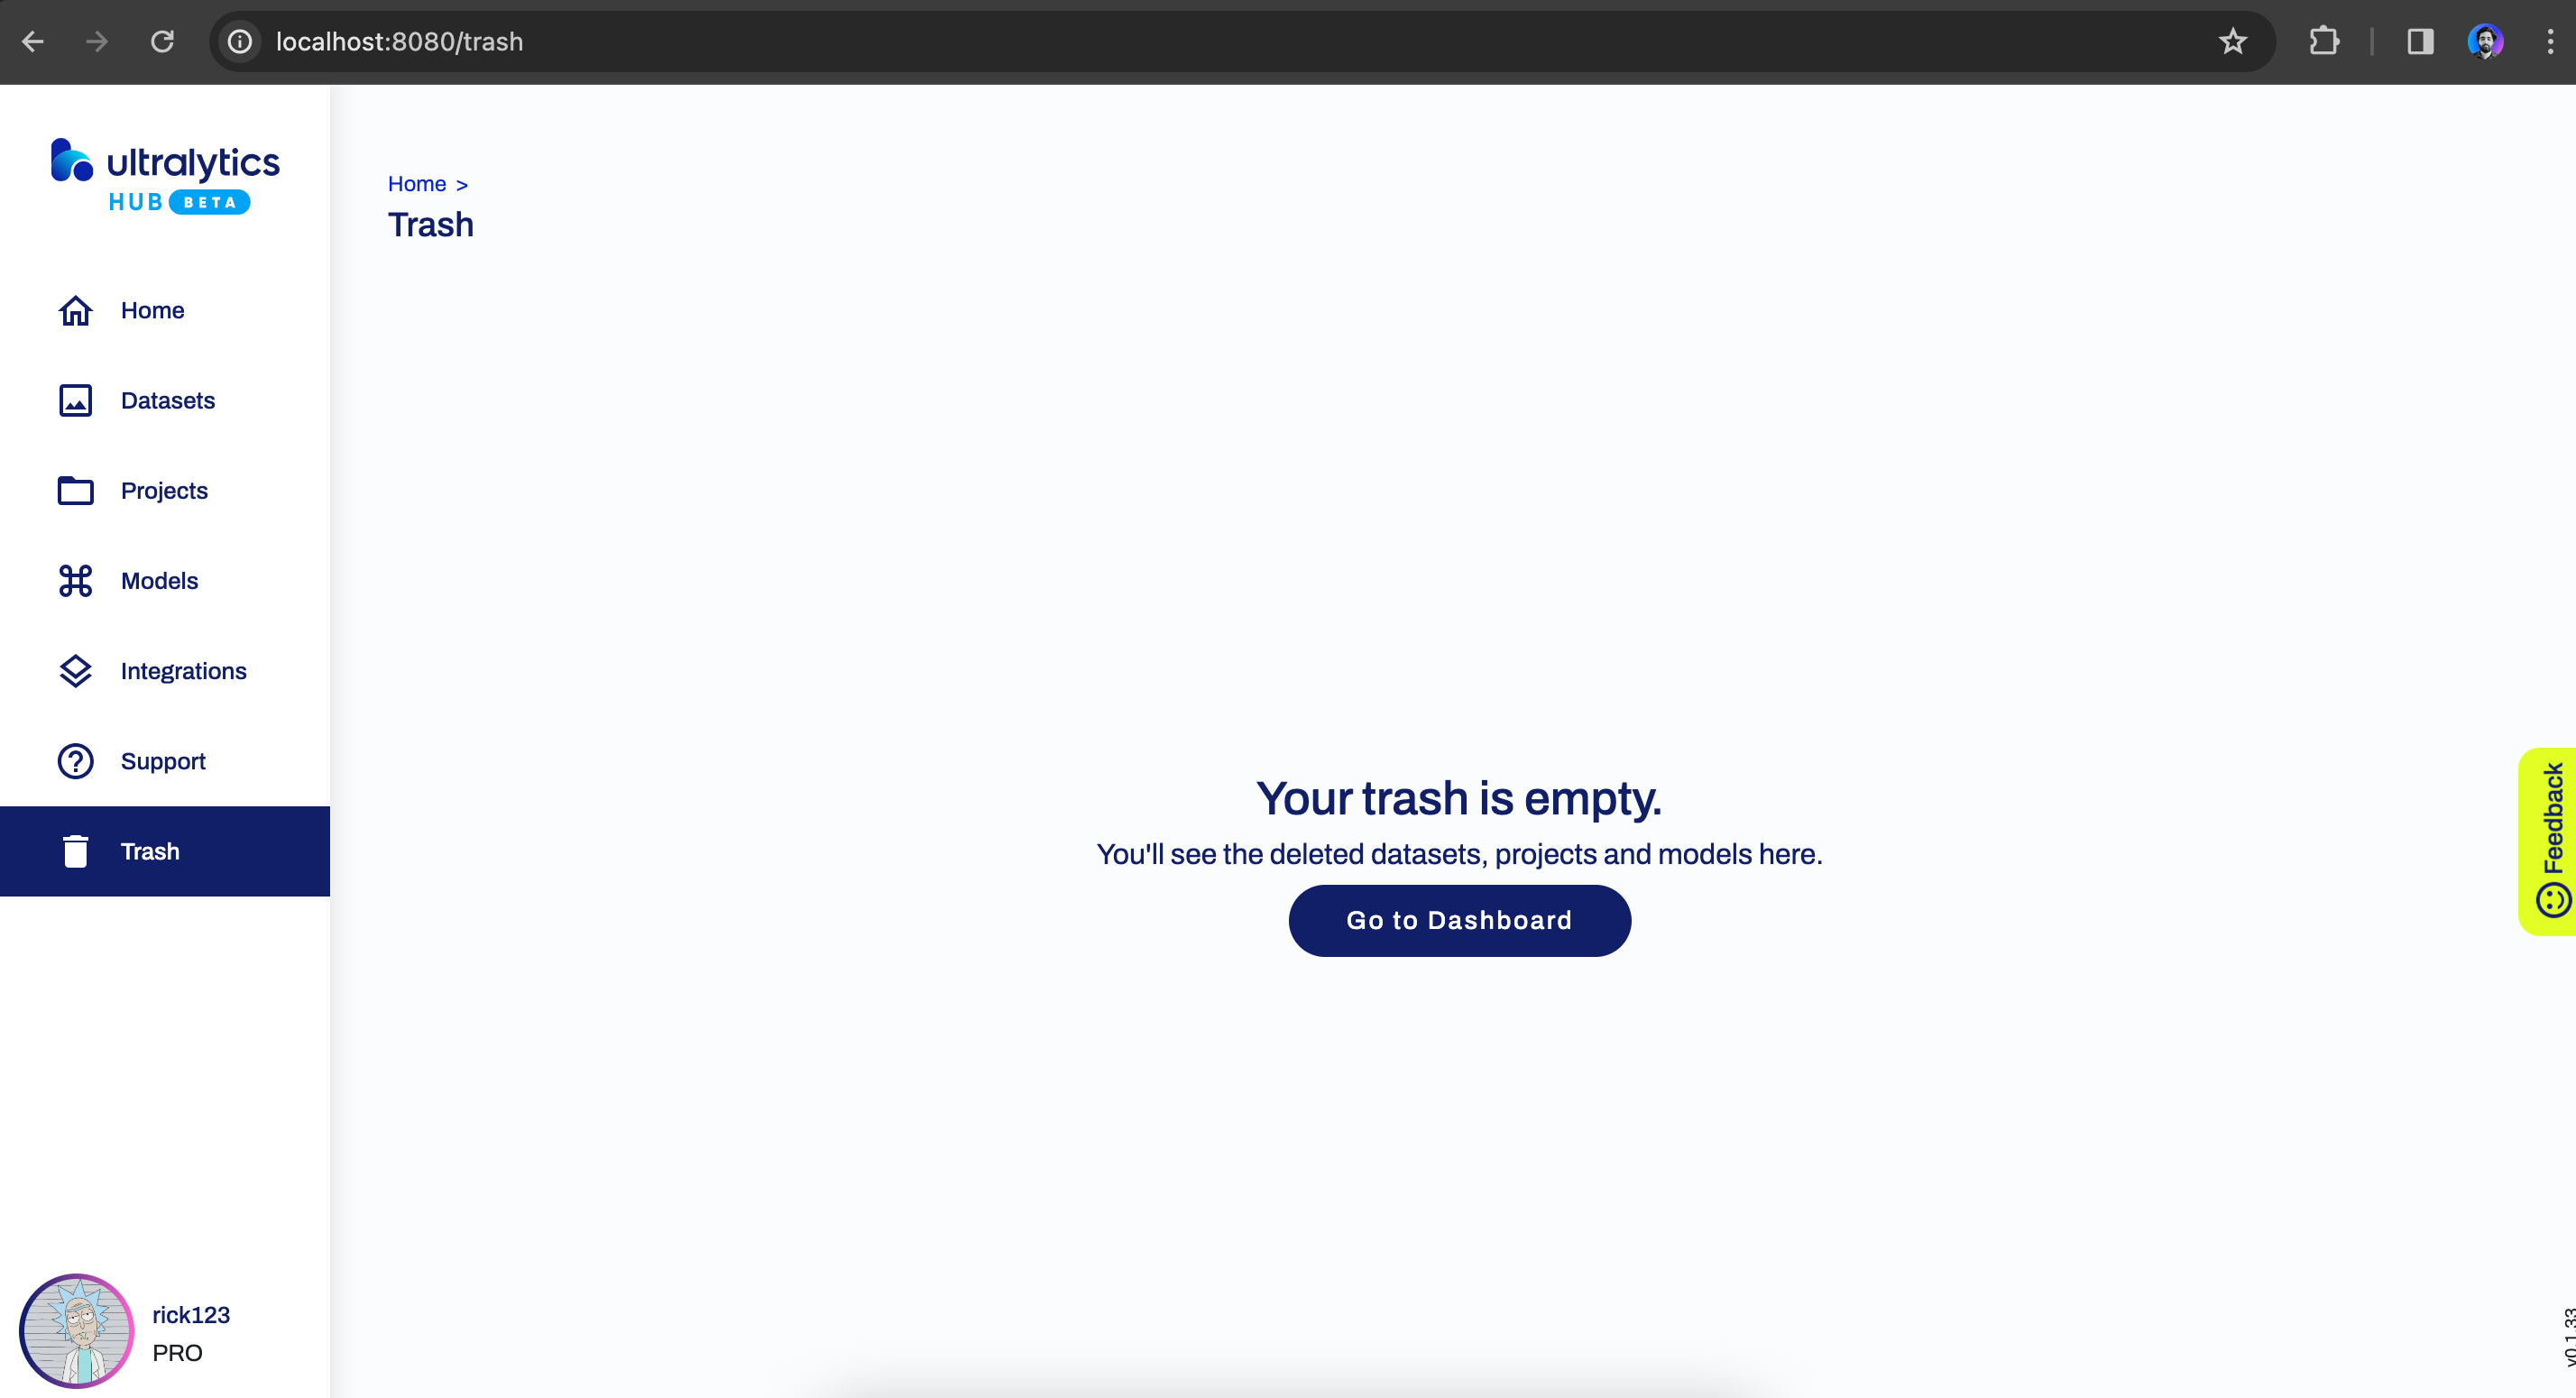 localhost:8080/trash
ultralytics
HUB BETA
Home
Datasets
Projects
Models
Integrations
Support
Trash
rick123
PRO
Home >
Trash
Your trash is empty.
You'll see the deleted datasets, projects and models here.
Go to Dashboard
Feedback
v0.1.33